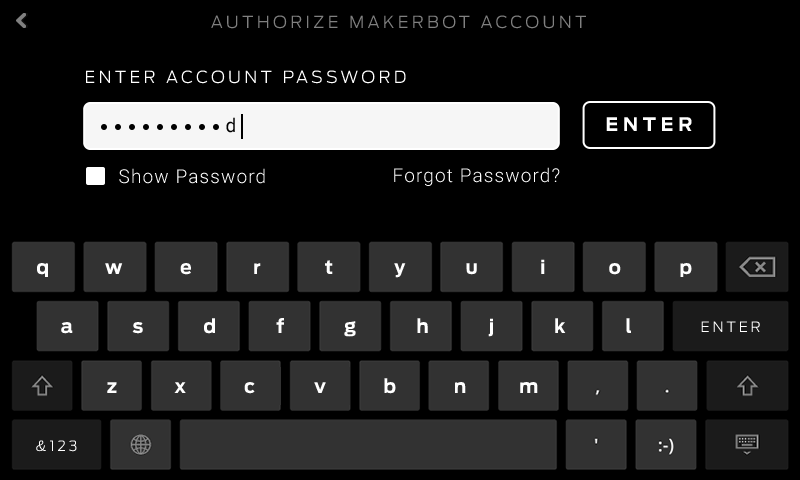 AUTHORIZE MAKERBOT ACCOUNT
ENTER ACCOUNT PASSWORD
•••••••••d
ENTER
Show Password
Forgot Password?
q w e r t y u i o p
a s d f g h j k l ENTER
z x c v b n m , .
&123 ' :-)